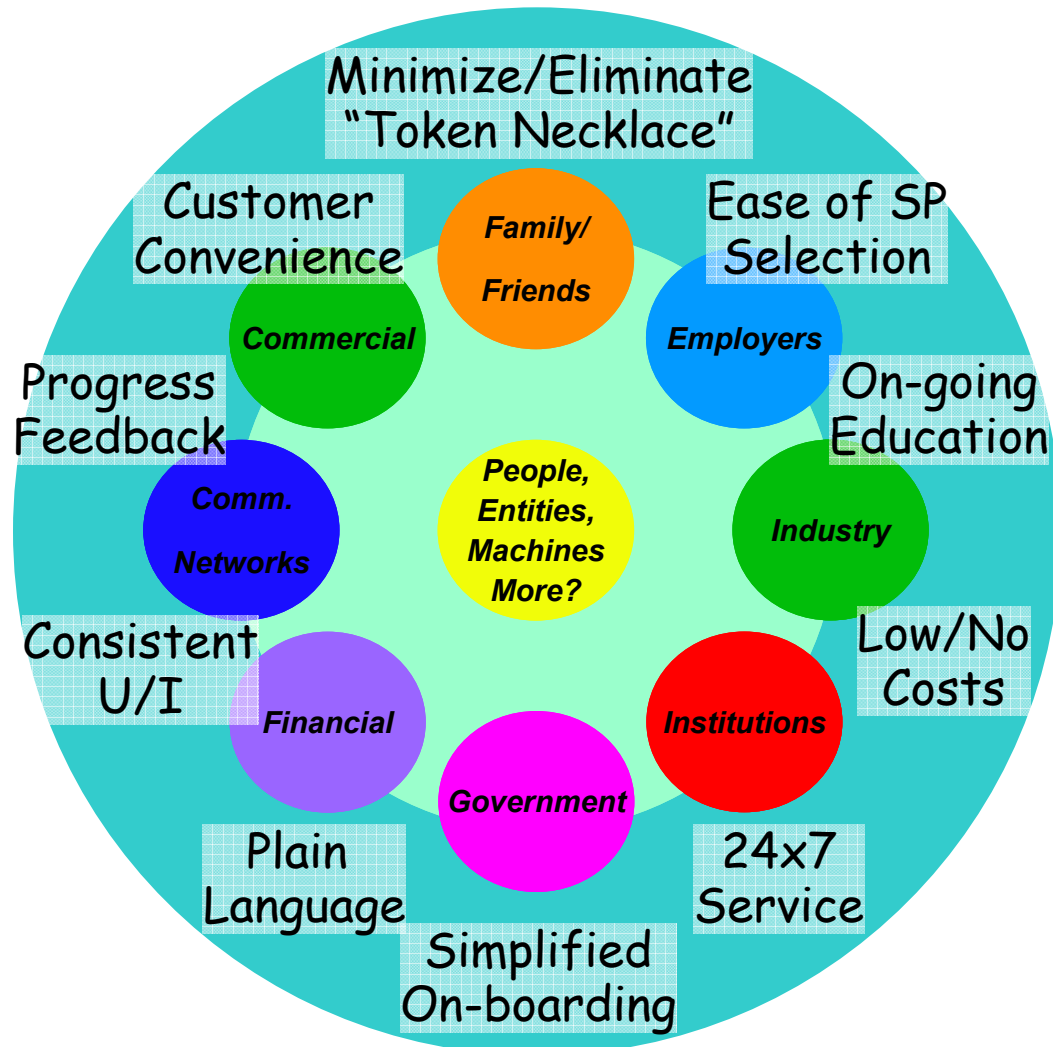 Minimize/Eliminate
“Token Necklace”
Customer
Convenience
Ease of SP
Selection
Family/
Friends
Commercial
Employers
Progress
Feedback
On-going
Education
Comm.
Networks
People,
Entities,
Machines
More?
Industry
Consistent
U/I
Low/No
Costs
Financial
Institutions
Government
Plain
Language
24x7
Service
Simplified
On-boarding